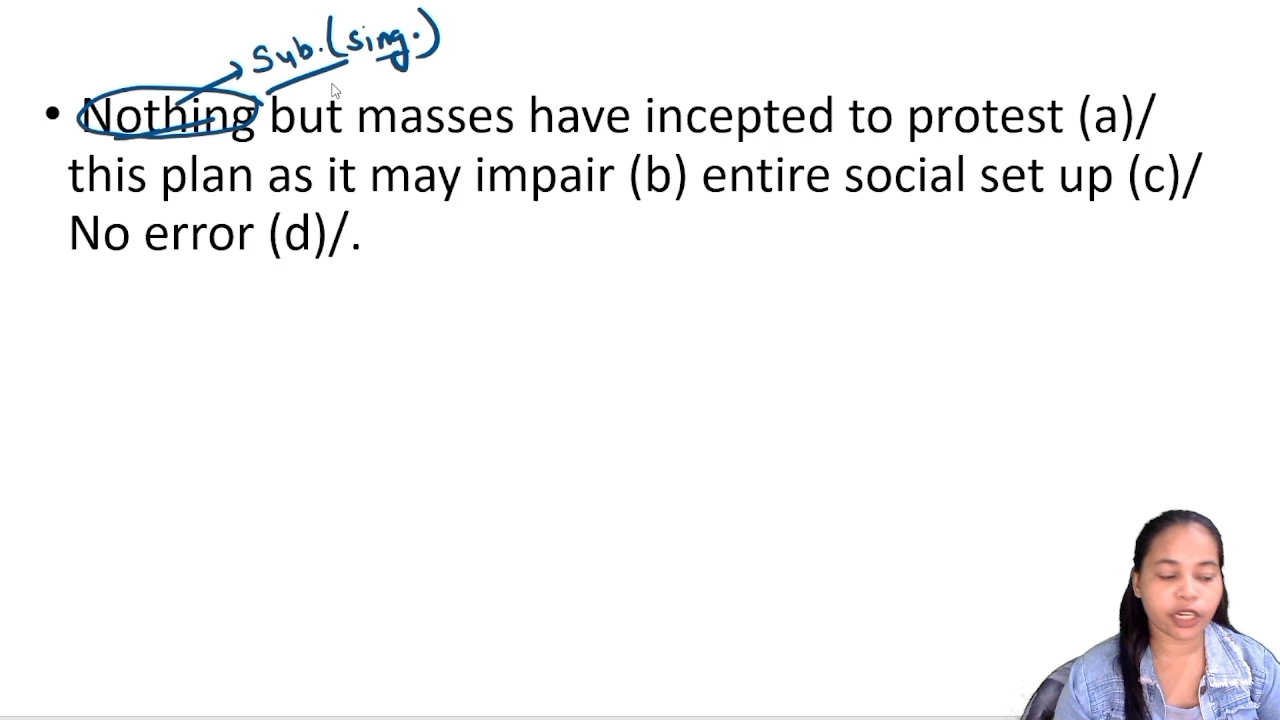 Sub. (sing.)
• Nothing but masses have incepted to protest (a)/
this plan as it may impair (b) entire social set up (c)/
No error (d)/.